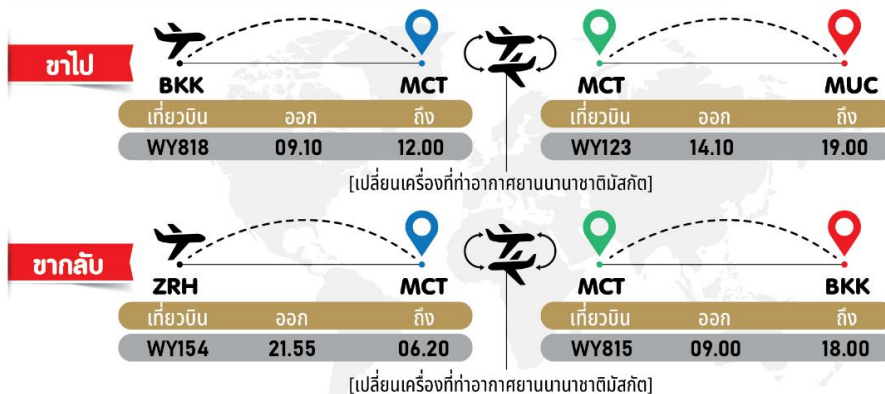 ขาไป
BKK MCT MCT MUC
เที่ยวบิน ออก ถึง เที่ยวบิน ออก ถึง
WY818 09.10 12.00 WY123 14.10 19.00
[เปลี่ยนเครื่องที่ท่าอากาศยานนานาชาติมัสกัต]
ขากลับ
ZRH MCT MCT BKK
เที่ยวบิน ออก ถึง เที่ยวบิน ออก ถึง
WY154 21.55 06.20 WY815 09.00 18.00
[เปลี่ยนเครื่องที่ท่าอากาศยานนานาชาติมัสกัต]